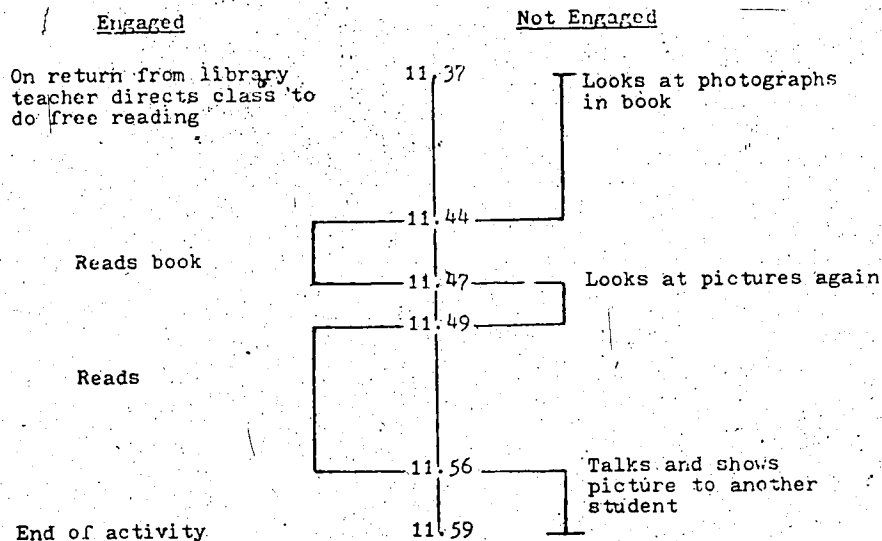 Engaged
Not Engaged
On return from library
teacher directs class to
do free reading
11.37
Looks at photographs
in book
11.44
Reads book
11.47
Looks at pictures again
11.49
Reads
11.56
Talks and shows
picture to another
student
End of activity
11.59